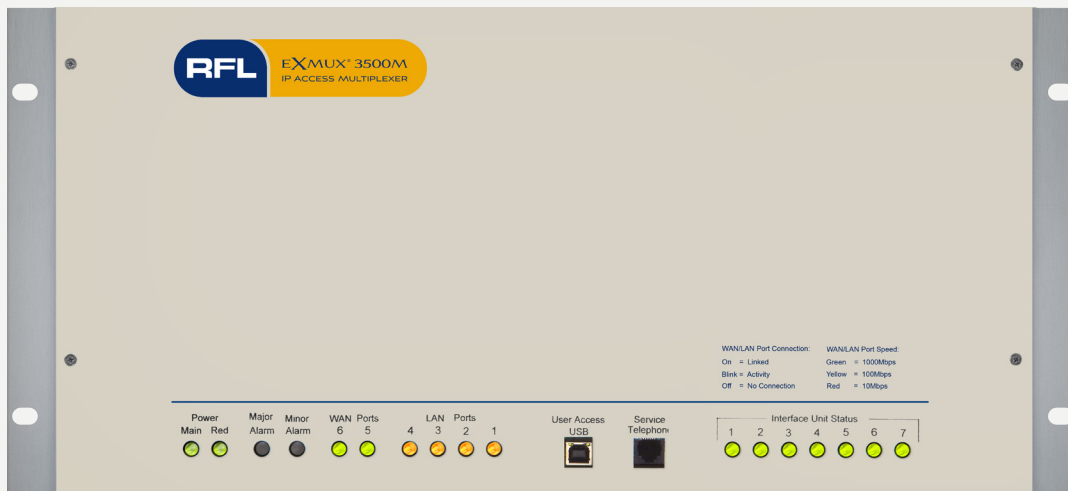 RFL
EXMUX® 3500M
IP ACCESS MULTIPLEXER
WAN/LAN Port Connection:
On = Linked
Blink = Activity
Off = No Connection
WAN/LAN Port Speed:
Green = 1000Mbps
Yellow = 100Mbps
Red = 10Mbps
Power
Main Red
Major
Alarm
Minor
Alarm
WAN Ports
6 5
LAN Ports
4 3 2 1
User Access
USB
Service
Telephone
Interface Unit Status
1 2 3 4 5 6 7